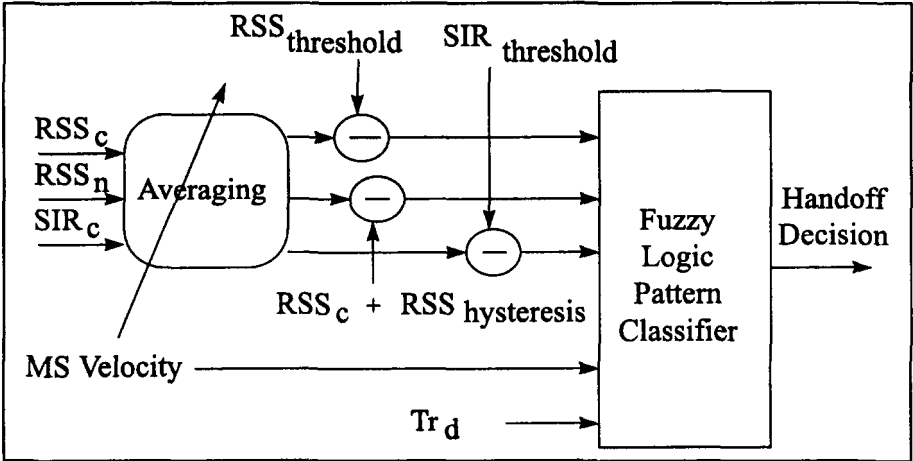 RSS threshold
SIR threshold
RSS c
RSS n
SIR c
Averaging
RSS c + RSS hysteresis
MS Velocity
Tr d
Fuzzy
Logic
Pattern
Classifier
Handoff
Decision